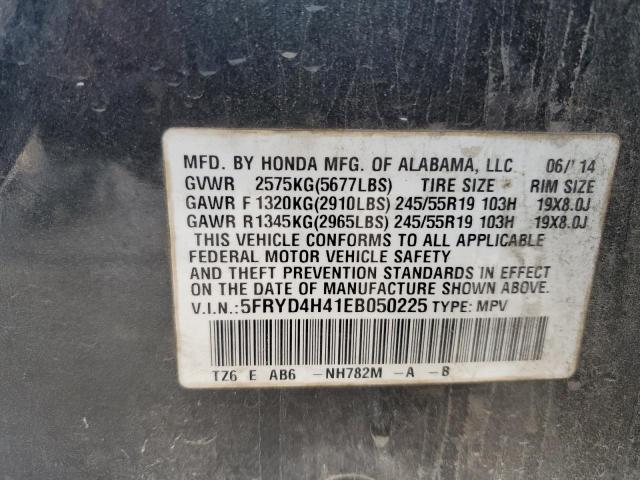 MFD. BY HONDA MFG. OF ALABAMA, LLC 06/'14
GVWR 2575KG(5677LBS) TIRE SIZE RIM SIZE
GAWR F1320KG(2910LBS) 245/55R19 103H 19X8.0J
GAWR R1345KG(2965LBS) 245/55R19 103H 19X8.0J
THIS VEHICLE CONFORMS TO ALL APPLICABLE
FEDERAL MOTOR VEHICLE SAFETY
AND THEFT PREVENTION STANDARDS IN EFFECT
ON THE DATE OF MANUFACTURE SHOWN ABOVE.
V.I.N.:5FRYD4H41EB050225 TYPE: MPV
TZ6 E AB6 -NH782M -A -B